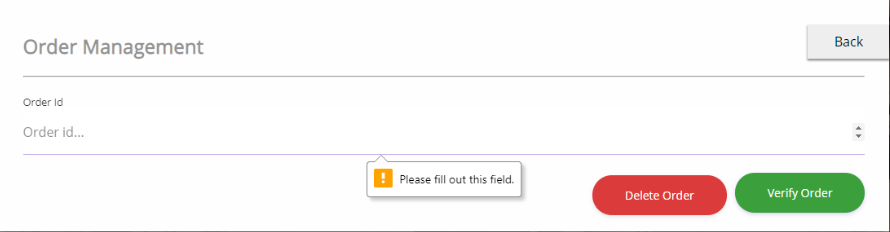 Order Management
Back
Order Id
Order id...
Please fill out this field.
Delete Order
Verify Order